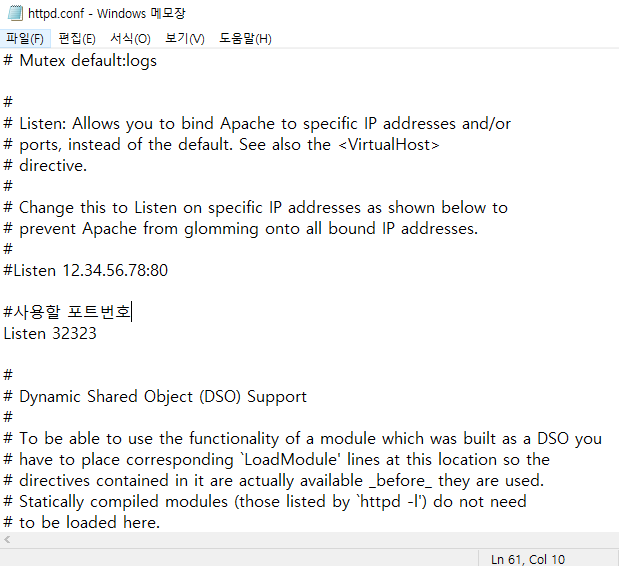 httpd.conf - Windows 메모장
파일(F) 편집(E) 서식(O) 보기(V) 도움말(H)
# Mutex default:logs
#
# Listen: Allows you to bind Apache to specific IP addresses and/or
# ports, instead of the default. See also the <VirtualHost>
# directive.
#
# Change this to Listen on specific IP addresses as shown below to
# prevent Apache from glomming onto all bound IP addresses.
#
#Listen 12.34.56.78:80
#사용할 포트번호
Listen 32323
#
# Dynamic Shared Object (DSO) Support
#
# To be able to use the functionality of a module which was built as a DSO you
# have to place corresponding `LoadModule' lines at this location so the
# directives contained in it are actually available _before_ they are used.
# Statically compiled modules (those listed by `httpd -l') do not need
# to be loaded here.
Ln 61, Col 10